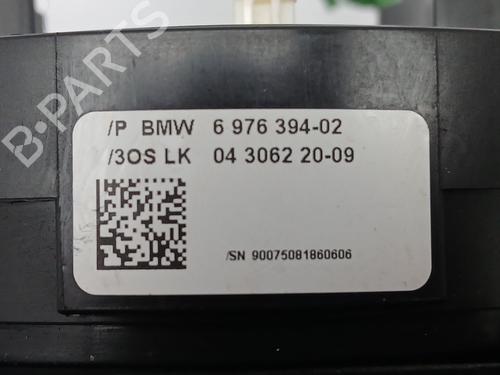 B-PARTS
/P BMW 6 976 394-02
/3OS LK 04 3062 20-09
/SN 90075081860606